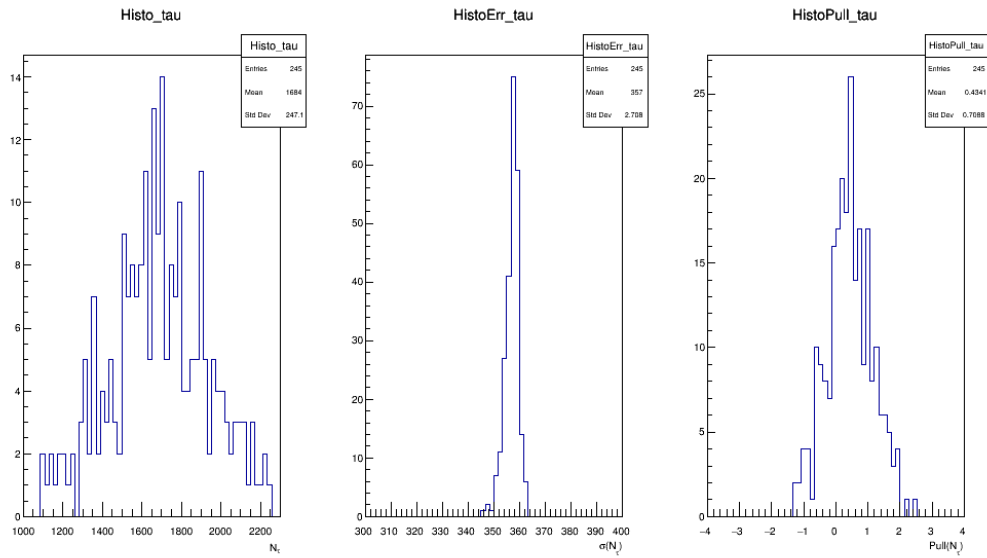 Histo_tau
Histo_tau
Entries 245
Mean 1684
Std Dev 247.1
14
12
10
8
6
4
2
0
1000 1200 1400 1600 1800 2000 2200
N_τ
HistoErr_tau
HistoErr_tau
Entries 245
Mean 357
Std Dev 2.708
70
60
50
40
30
20
10
0
300 310 320 330 340 350 360 370 380 390 400
σ(N_τ)
HistoPull_tau
HistoPull_tau
Entries 245
Mean 0.4341
Std Dev 0.7088
25
20
15
10
5
0
−4 −3 −2 −1 0 1 2 3 4
Pull(N_τ)